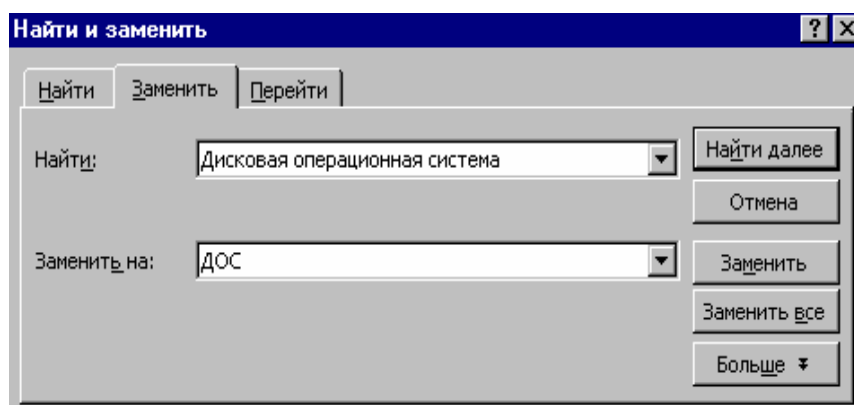 Найти и заменить
Найти Заменить Перейти
Найти: Дисковая операционная система Найти далее
Отмена
Заменить на: ДОС Заменить
Заменить все
Больше